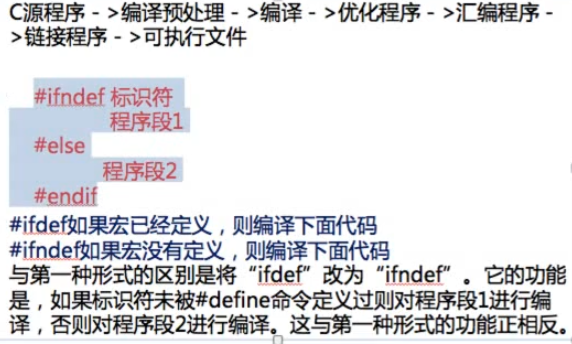 C源程序－>编译预处理－>编译－>优化程序－>汇编程序－
>链接程序－>可执行文件
#ifndef 标识符
程序段1
#else
程序段2
#endif
#ifdef如果宏已经定义，则编译下面代码
#ifndef如果宏没有定义，则编译下面代码
与第一种形式的区别是将“ifdef”改为“ifndef”。它的功能
是，如果标识符未被#define命令定义过则对程序段1进行编
译，否则对程序段2进行编译。这与第一种形式的功能正相反。